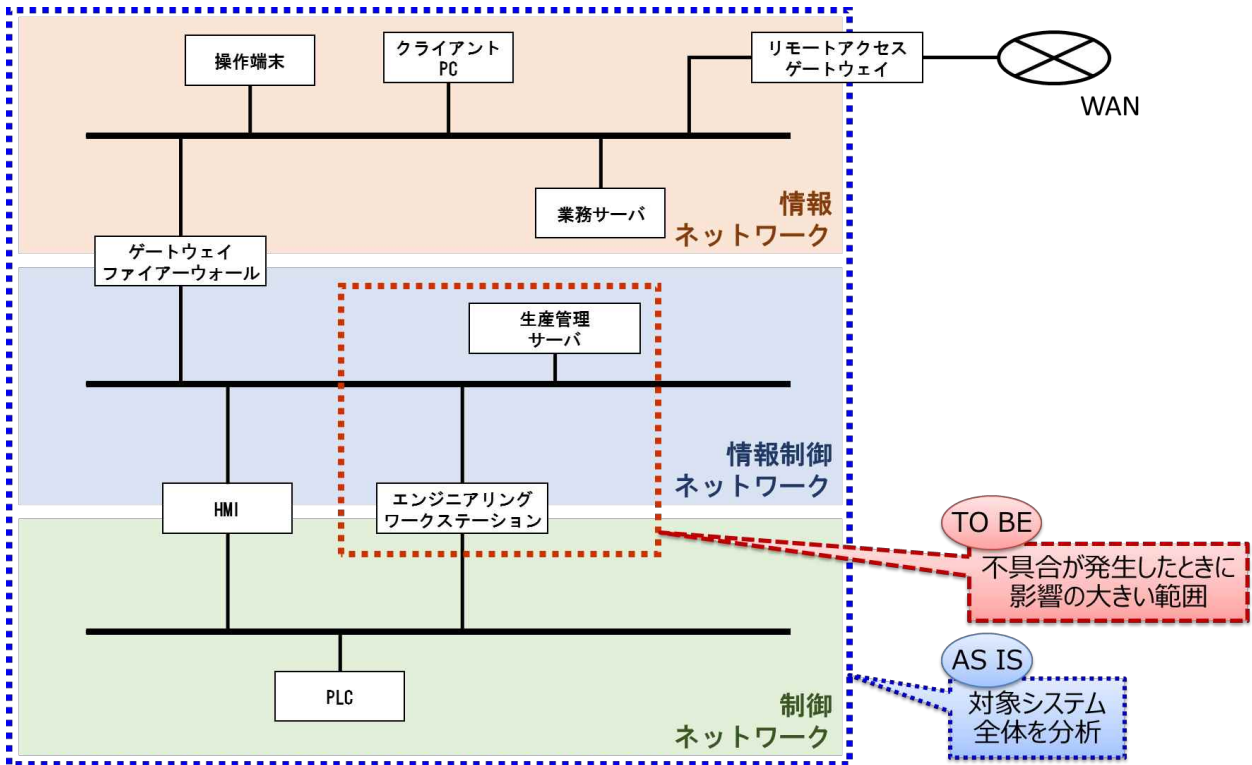 操作端末
クライアント
PC
リモートアクセス
ゲートウェイ
WAN
業務サーバ
情報
ネットワーク
ゲートウェイ
ファイアーウォール
生産管理
サーバ
情報制御
ネットワーク
HMI
エンジニアリング
ワークステーション
TO BE
不具合が発生したときに
影響の大きい範囲
AS IS
対象システム
全体を分析
PLC
制御
ネットワーク